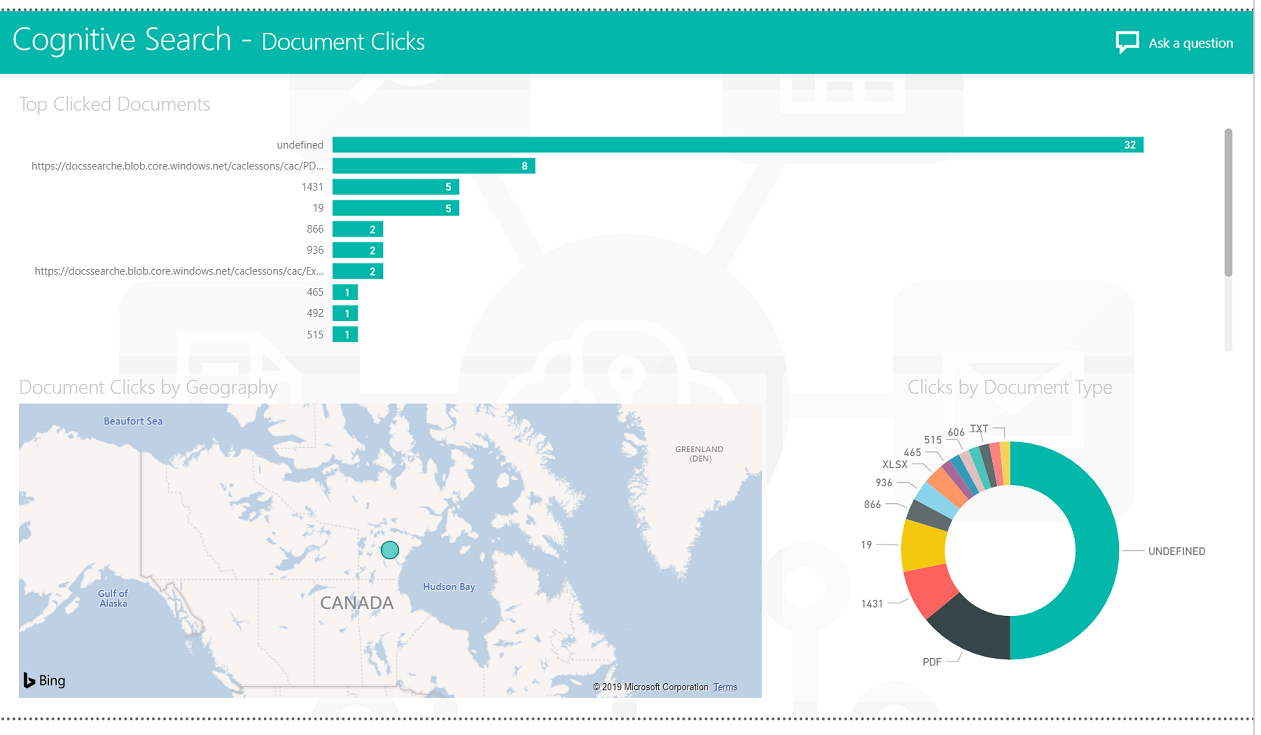 Cognitive Search - Document Clicks
Ask a question
Top Clicked Documents
undefined 32
https://docssearche.blob.core.windows.net/caclessons/cac/PD... 8
1431 5
19 5
866 2
936 2
https://docssearche.blob.core.windows.net/caclessons/cac/Ex... 2
465 1
492 1
515 1
Document Clicks by Geography
Beaufort Sea
GREENLAND
(DEN)
Gulf of
Alaska
Hudson Bay
CANADA
Bing
© 2019 Microsoft Corporation Terms
Clicks by Document Type
606 TXT
515
465
XLSX
936
866
19
UNDEFINED
1431
PDF